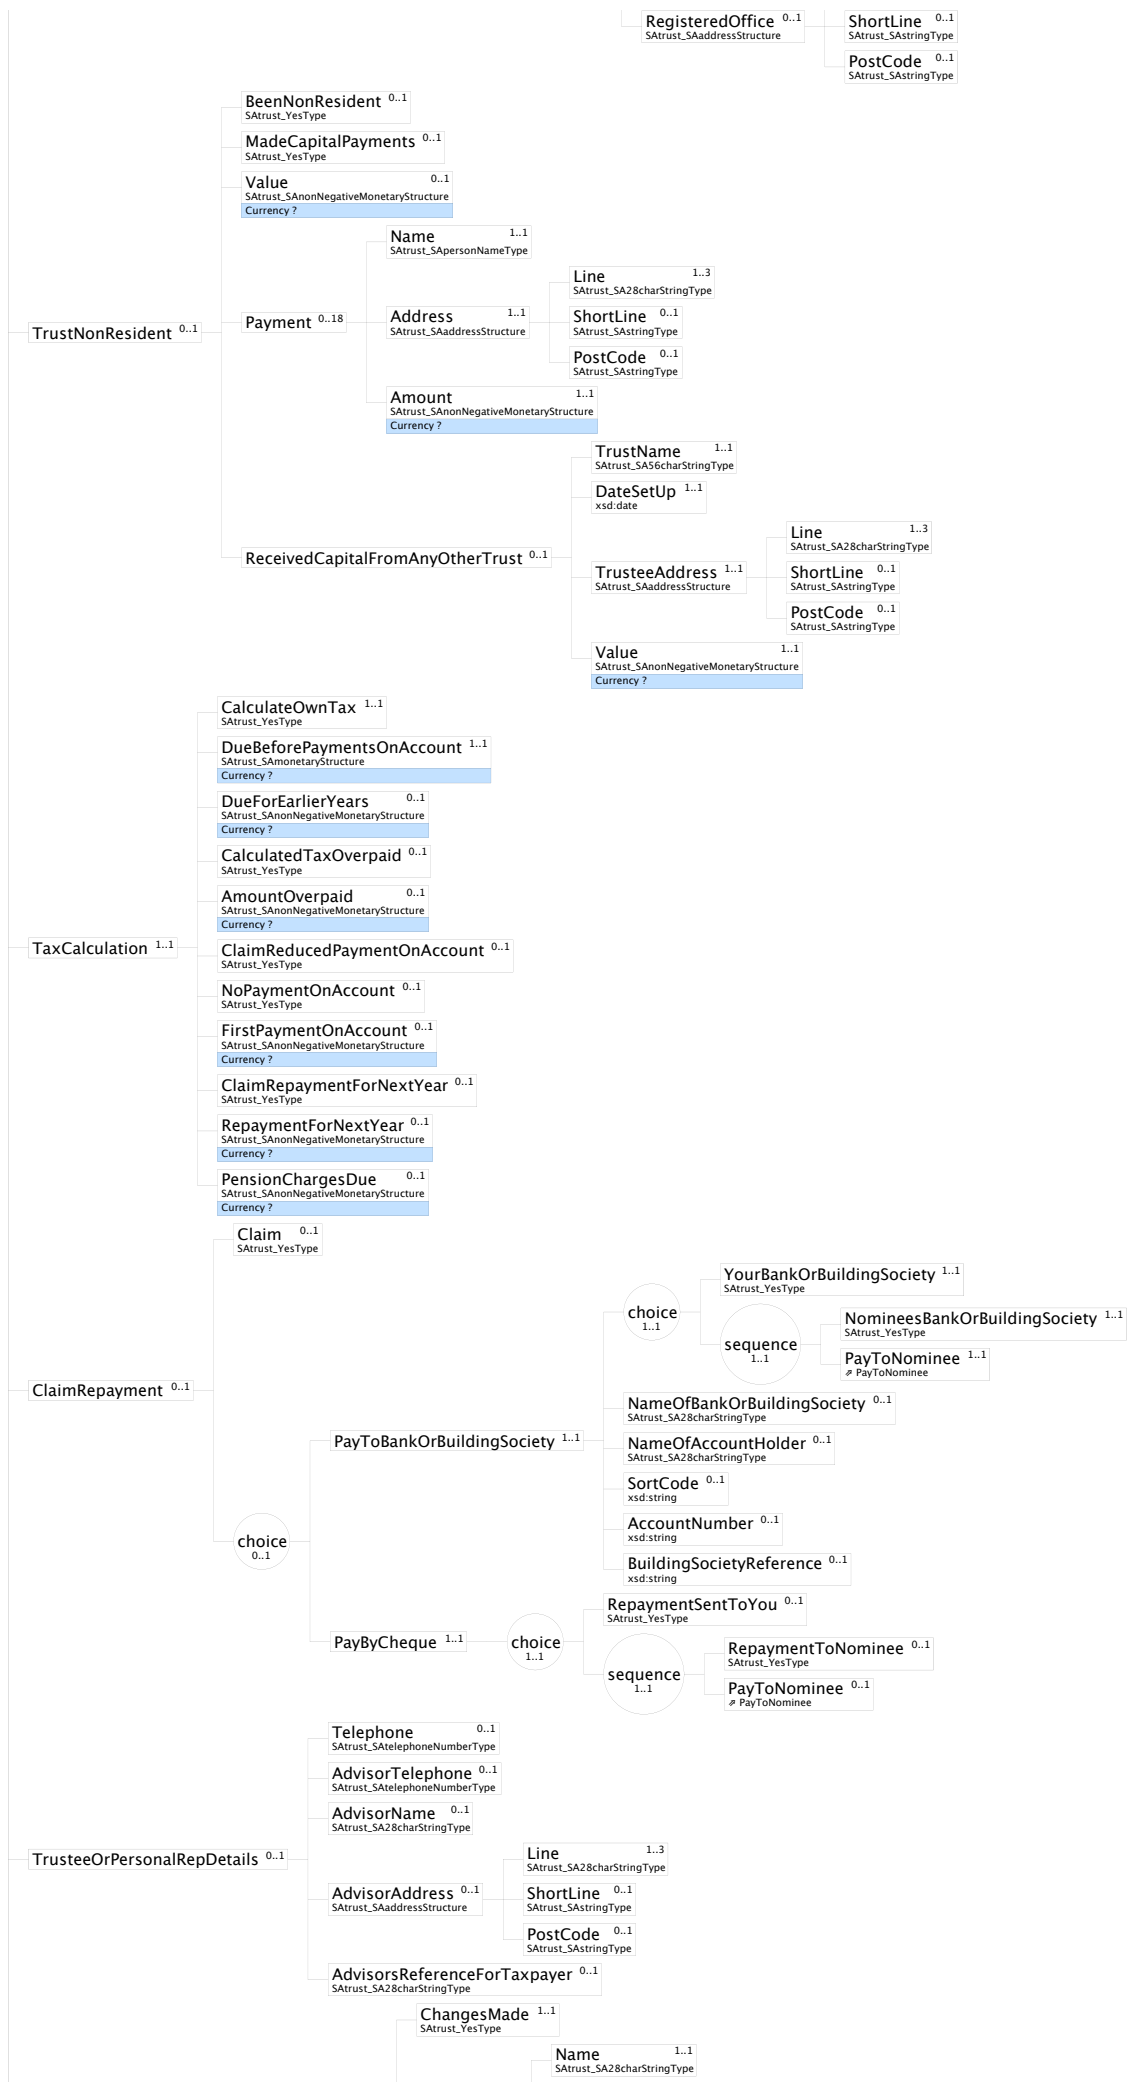 RegisteredOffice 0..1
SAtrust_SAaddressStructure
ShortLine 0..1
SAtrust_SAstringType
PostCode 0..1
SAtrust_SAstringType
TrustNonResident 0..1
BeenNonResident 0..1
SAtrust_YesType
MadeCapitalPayments 0..1
SAtrust_YesType
Value 0..1
SAtrust_SAnonNegativeMonetaryStructure
Currency ?
Payment 0..18
Name 1..1
SAtrust_SApersonNameType
Address 1..1
SAtrust_SAaddressStructure
Line 1..3
SAtrust_SA28charStringType
ShortLine 0..1
SAtrust_SAstringType
PostCode 0..1
SAtrust_SAstringType
Amount 1..1
SAtrust_SAnonNegativeMonetaryStructure
Currency ?
ReceivedCapitalFromAnyOtherTrust 0..1
TrustName 1..1
SAtrust_SA56charStringType
DateSetUp 1..1
xsd:date
TrusteeAddress 1..1
SAtrust_SAaddressStructure
Line 1..3
SAtrust_SA28charStringType
ShortLine 0..1
SAtrust_SAstringType
PostCode 0..1
SAtrust_SAstringType
Value 1..1
SAtrust_SAnonNegativeMonetaryStructure
Currency ?
TaxCalculation 1..1
CalculateOwnTax 1..1
SAtrust_YesType
DueBeforePaymentsOnAccount 1..1
SAtrust_SAmonetaryStructure
Currency ?
DueForEarlierYears 0..1
SAtrust_SAnonNegativeMonetaryStructure
Currency ?
CalculatedTaxOverpaid 0..1
SAtrust_YesType
AmountOverpaid 0..1
SAtrust_SAnonNegativeMonetaryStructure
Currency ?
ClaimReducedPaymentOnAccount 0..1
SAtrust_YesType
NoPaymentOnAccount 0..1
SAtrust_YesType
FirstPaymentOnAccount 0..1
SAtrust_SAnonNegativeMonetaryStructure
Currency ?
ClaimRepaymentForNextYear 0..1
SAtrust_YesType
RepaymentForNextYear 0..1
SAtrust_SAnonNegativeMonetaryStructure
Currency ?
PensionChargesDue 0..1
SAtrust_SAnonNegativeMonetaryStructure
Currency ?
ClaimRepayment 0..1
Claim 0..1
SAtrust_YesType
choice
0..1
PayToBankOrBuildingSociety 1..1
choice
1..1
YourBankOrBuildingSociety 1..1
SAtrust_YesType
sequence
1..1
NomineesBankOrBuildingSociety 1..1
SAtrust_YesType
PayToNominee 1..1
⇗ PayToNominee
NameOfBankOrBuildingSociety 0..1
SAtrust_SA28charStringType
NameOfAccountHolder 0..1
SAtrust_SA28charStringType
SortCode 0..1
xsd:string
AccountNumber 0..1
xsd:string
BuildingSocietyReference 0..1
xsd:string
PayByCheque 1..1
choice
1..1
RepaymentSentToYou 0..1
SAtrust_YesType
sequence
1..1
RepaymentToNominee 0..1
SAtrust_YesType
PayToNominee 0..1
⇗ PayToNominee
TrusteeOrPersonalRepDetails 0..1
Telephone 0..1
SAtrust_SAtelephoneNumberType
AdvisorTelephone 0..1
SAtrust_SAtelephoneNumberType
AdvisorName 0..1
SAtrust_SA28charStringType
AdvisorAddress 0..1
SAtrust_SAaddressStructure
Line 1..3
SAtrust_SA28charStringType
ShortLine 0..1
SAtrust_SAstringType
PostCode 0..1
SAtrust_SAstringType
AdvisorsReferenceForTaxpayer 0..1
SAtrust_SA28charStringType
ChangesMade 1..1
SAtrust_YesType
Name 1..1
SAtrust_SA28charStringType